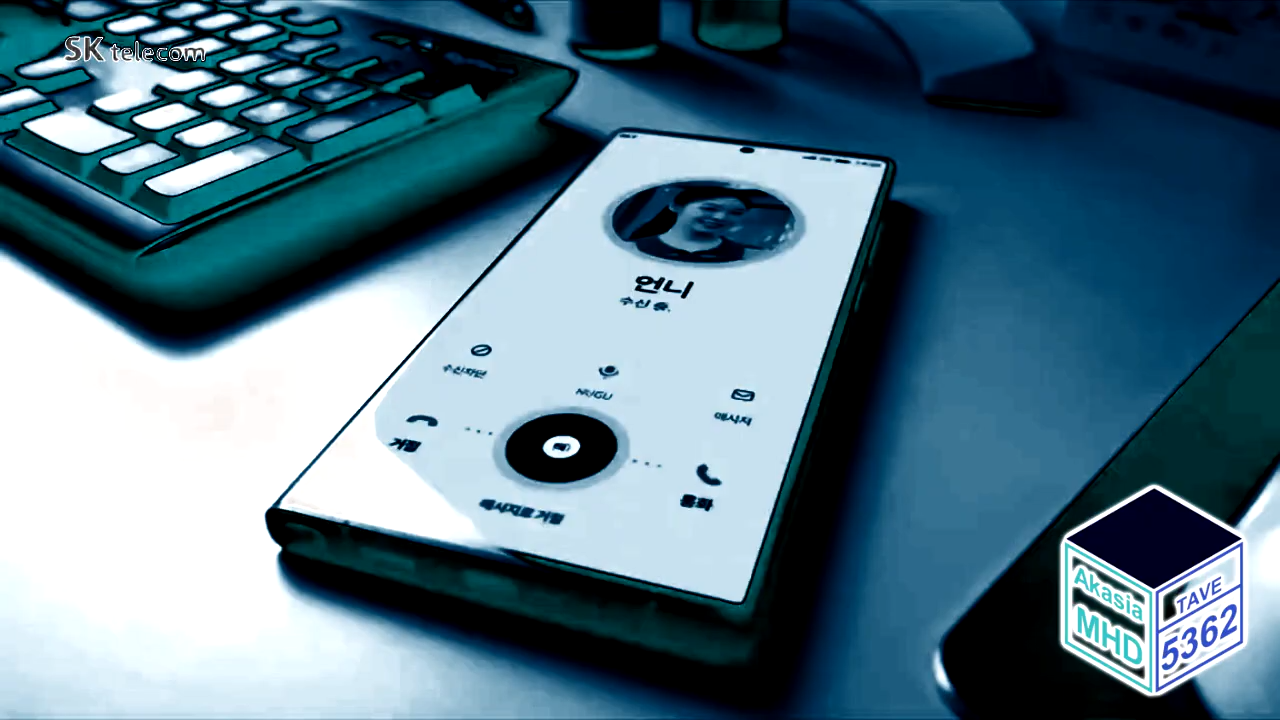 SK telecom
언니
수신 중.
수신차단
NUGU
메시지
거절
통화
메시지로 거절
Akasia
MHD
TAVE
5362